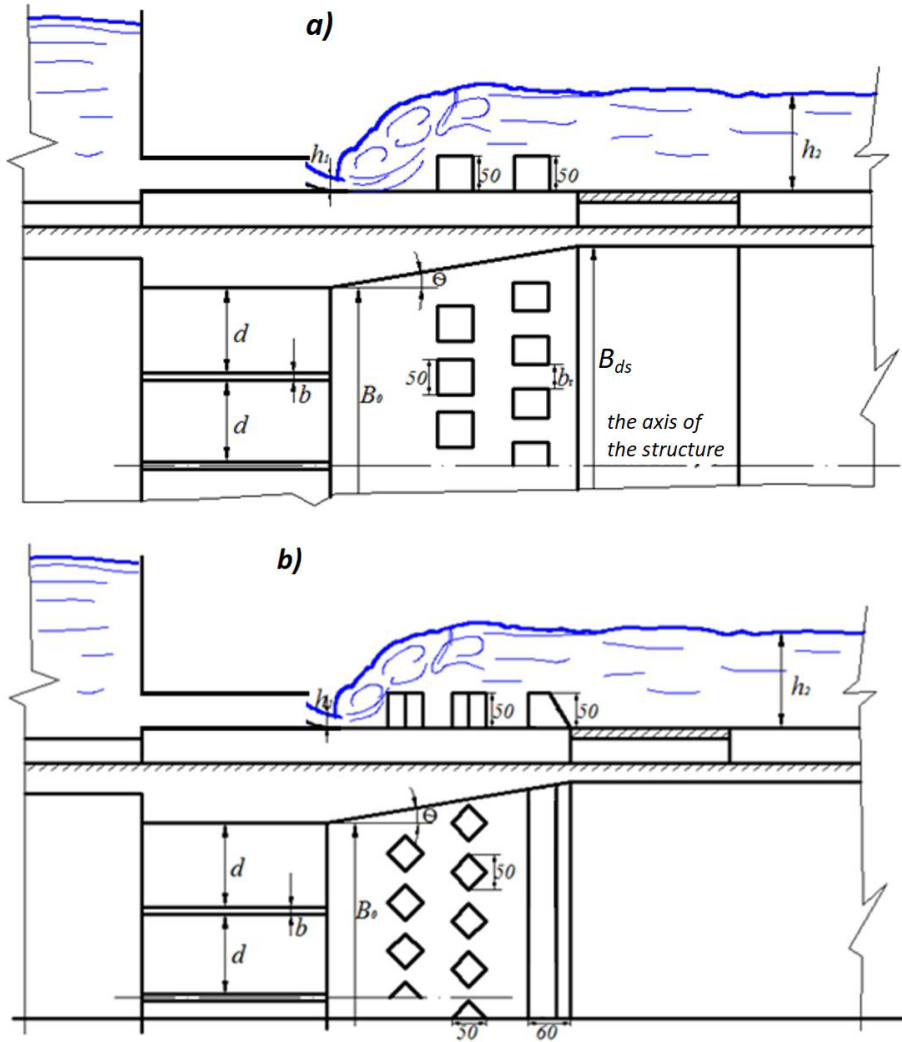 a)
h₁
50
50
h₂
Θ
d
50
bₜ
b
B₀
B_ds
d
the axis of
the structure
b)
h₁
50
50
h₂
Θ
d
50
b
B₀
d
50
60